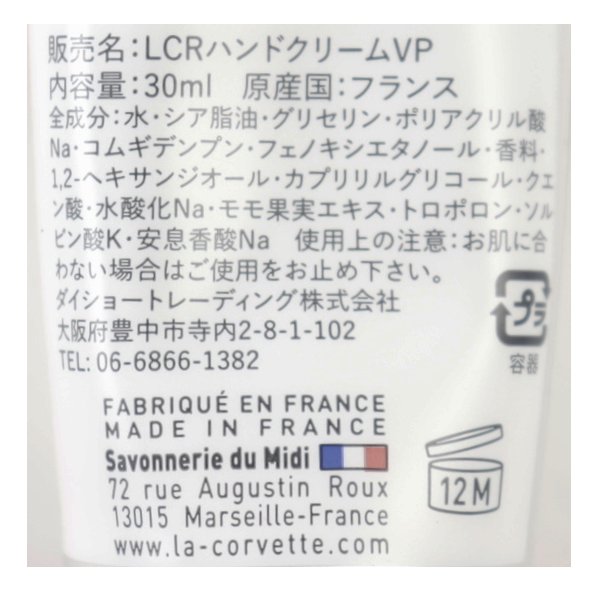 販売名：LCRハンドクリームVP
内容量：30ml　原産国：フランス
全成分：水・シア脂油・グリセリン・ポリアクリル酸
Na・コムギデンプン・フェノキシエタノール・香料・
1,2-ヘキサンジオール・カプリリルグリコール・クエ
ン酸・水酸化Na・モモ果実エキス・トロポロン・ソル
ビン酸K・安息香酸Na　使用上の注意：お肌に合
わない場合はご使用をお止め下さい。
ダイショートレーディング株式会社
大阪府豊中市寺内2-8-1-102
TEL: 06-6866-1382
プラ
容器
FABRIQUÉ EN FRANCE
MADE IN FRANCE
Savonnerie du Midi
72 rue Augustin Roux
13015 Marseille-France
www.la-corvette.com
12M